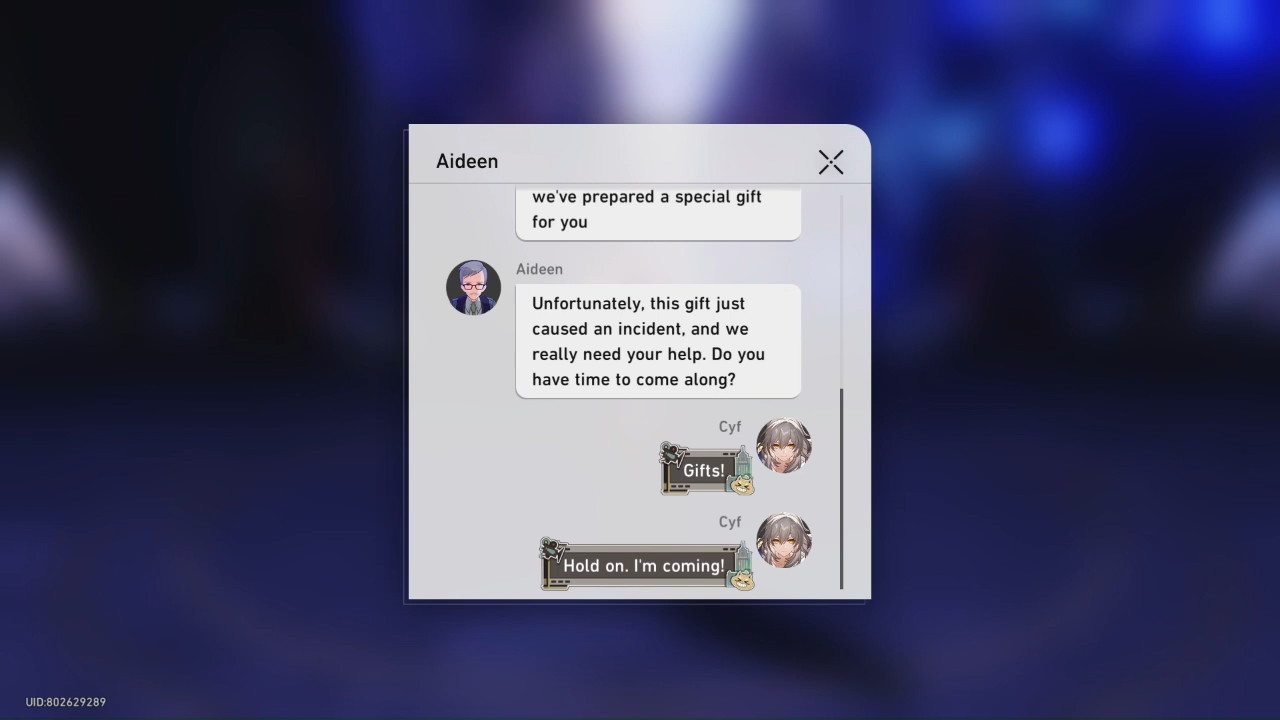 Aideen
we've prepared a special gift
for you
Aideen
Unfortunately, this gift just
caused an incident, and we
really need your help. Do you
have time to come along?
Cyf
Gifts!
Cyf
Hold on. I'm coming!
UID:802629289